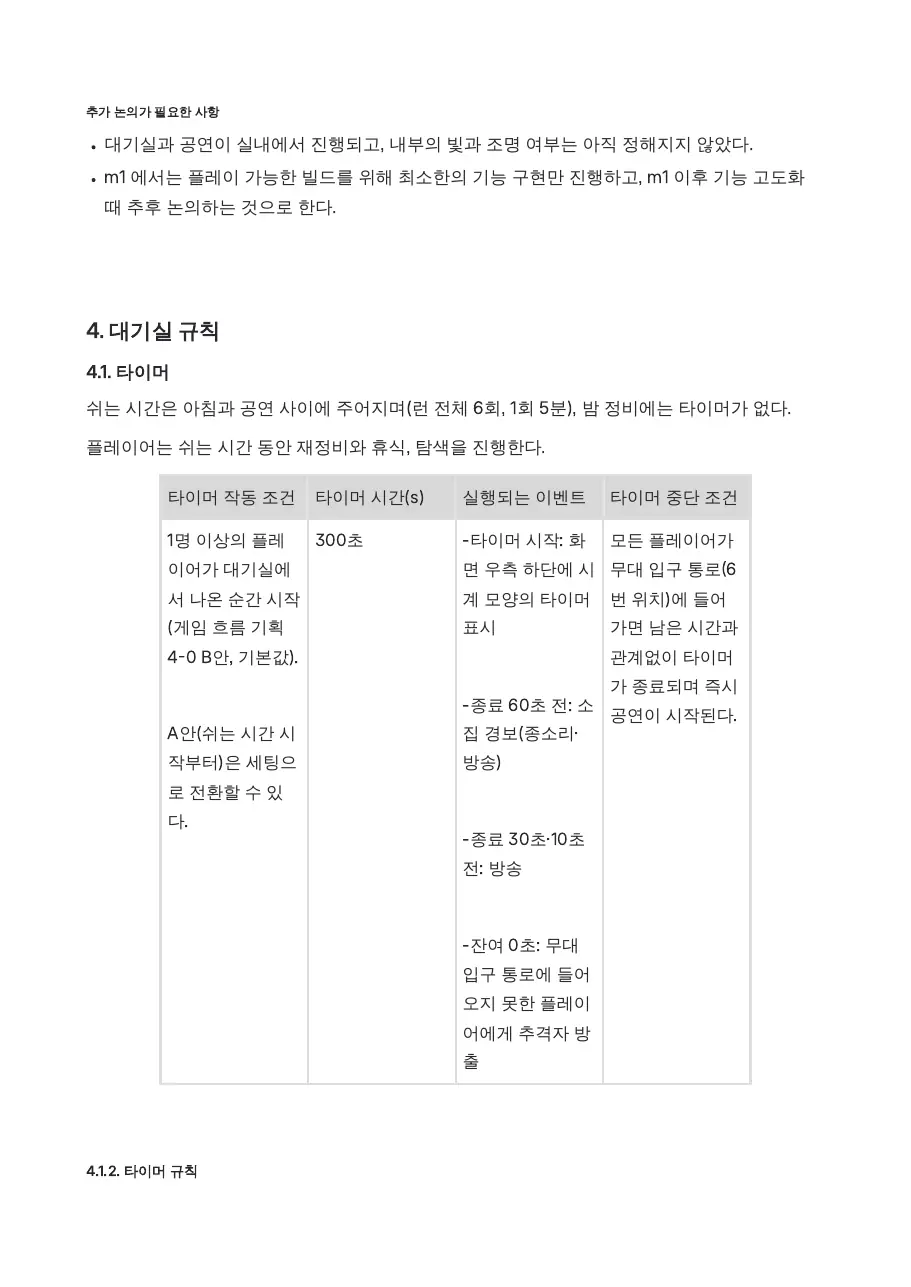 추가 논의가 필요한 사항
• 대기실과 공연이 실내에서 진행되고, 내부의 빛과 조명 여부는 아직 정해지지 않았다.
• m1 에서는 플레이 가능한 빌드를 위해 최소한의 기능 구현만 진행하고, m1 이후 기능 고도화
때 추후 논의하는 것으로 한다.
4. 대기실 규칙
4.1. 타이머
쉬는 시간은 아침과 공연 사이에 주어지며(런 전체 6회, 1회 5분), 밤 정비에는 타이머가 없다.
플레이어는 쉬는 시간 동안 재정비와 휴식, 탐색을 진행한다.
타이머 작동 조건
타이머 시간(s)
실행되는 이벤트
타이머 중단 조건
1명 이상의 플레
이어가 대기실에
서 나온 순간 시작
(게임 흐름 기획
4-0 B안, 기본값).
A안(쉬는 시간 시
작부터)은 세팅으
로 전환할 수 있
다.
300초
-타이머 시작: 화
면 우측 하단에 시
계 모양의 타이머
표시
-종료 60초 전: 소
집 경보(종소리·
방송)
-종료 30초·10초
전: 방송
-잔여 0초: 무대
입구 통로에 들어
오지 못한 플레이
어에게 추격자 방
출
모든 플레이어가
무대 입구 통로(6
번 위치)에 들어
가면 남은 시간과
관계없이 타이머
가 종료되며 즉시
공연이 시작된다.
4.1.2. 타이머 규칙